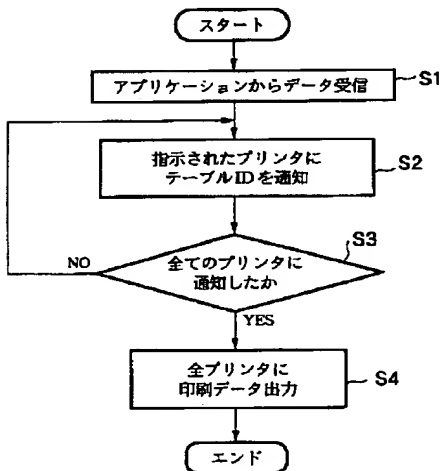 スタート
アプリケーションからデータ受信
S1
指示されたプリンタに
テーブルIDを通知
S2
全てのプリンタに
通知したか
S3
NO
YES
全プリンタに
印刷データ出力
S4
エンド